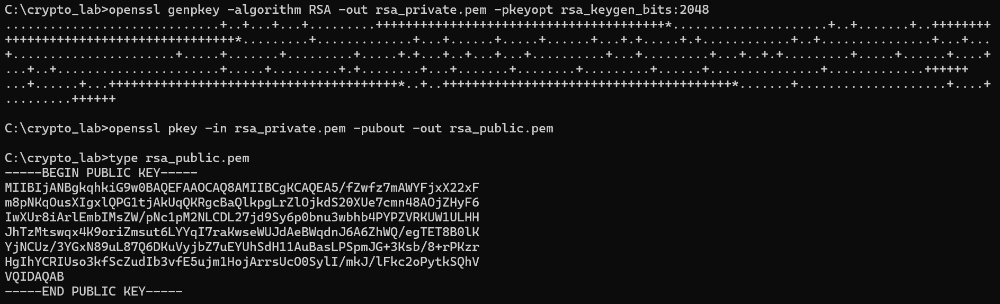 C:\crypto_lab>openssl genpkey -algorithm RSA -out rsa_private.pem -pkeyopt rsa_keygen_bits:2048
.............................+..+...+...+.........+++++++++++++++++++++++++++++++++++++++*.....................+..+.......+..++++++++
+++++++++++++++++++++++++++++++*.........+.............+...+......+.....+......+...+.+.....+.+............+..+...............+...+...
+......................+.....+.......+.........+.....+.+...+..+...+...+..........+...+.........+...+..+.+.........+.....+......+....+
...+..+......................+.....+.........+.+........+...+.......+........+.........+......+...............+.............++++++
...+......+...+++++++++++++++++++++++++++++++++++++++*..+..+++++++++++++++++++++++++++++++++++++++*.......+....................+....+
.........++++++
C:\crypto_lab>openssl pkey -in rsa_private.pem -pubout -out rsa_public.pem
C:\crypto_lab>type rsa_public.pem
-----BEGIN PUBLIC KEY-----
MIIBIjANBgkqhkiG9w0BAQEFAAOCAQ8AMIIBCgKCAQEA5/fZwfz7mAWYFjxX22xF
m8pNKqOusXIgxlQPG1tjAkUqQKRgcBaQlkpgLrZlOjkdS20XUe7cmn48AOjZHyF6
IwXUr8iArlEmbIMsZW/pNc1pM2NLCDL27jd9Sy6p0bnu3wbhb4PYPZVRKUW1ULHH
JhTzMtswqx4K9oriZmsut6LYYqI7raKwseWUJdAeBWqdnJ6A6ZhWQ/egTET8B0lK
YjNCUz/3YGxN89uL87Q6DKuVyjbZ7uEYUhSdH11AuBasLPSpmJG+3Ksb/8+rPKzr
HgIhYCRIUso3kfScZudIb3vfE5ujm1HojArrsUcO0SylI/mkJ/lFkc2oPytkSQhV
VQIDAQAB
-----END PUBLIC KEY-----